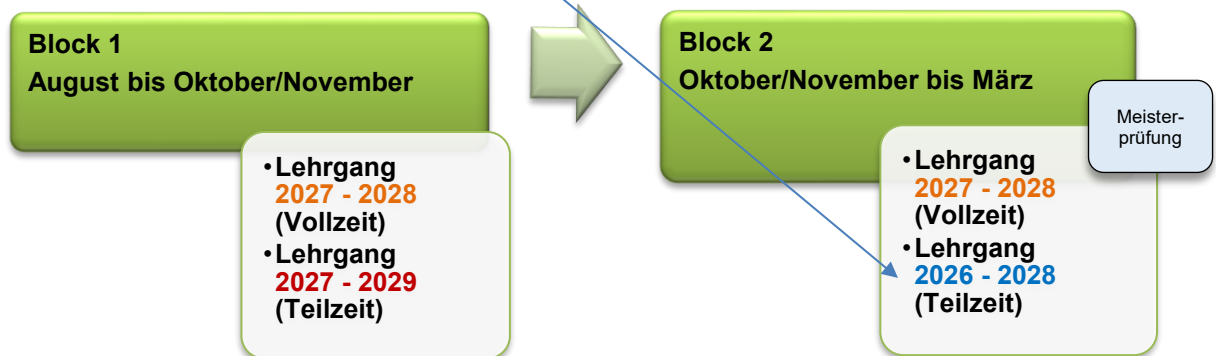 Block 1
August bis Oktober/November
•Lehrgang
2027 - 2028
(Vollzeit)
•Lehrgang
2027 - 2029
(Teilzeit)
Block 2
Oktober/November bis März
Meister-
prüfung
•Lehrgang
2027 - 2028
(Vollzeit)
•Lehrgang
2026 - 2028
(Teilzeit)